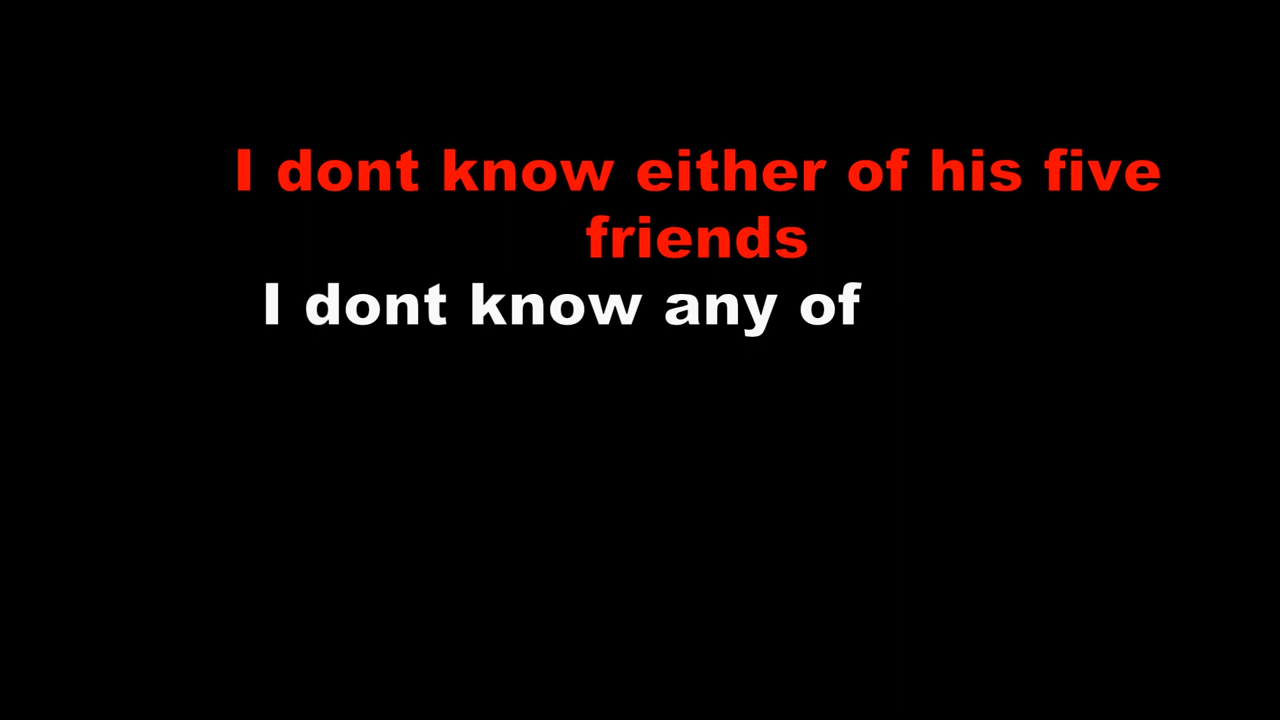 I dont know either of his five
friends
I dont know any of